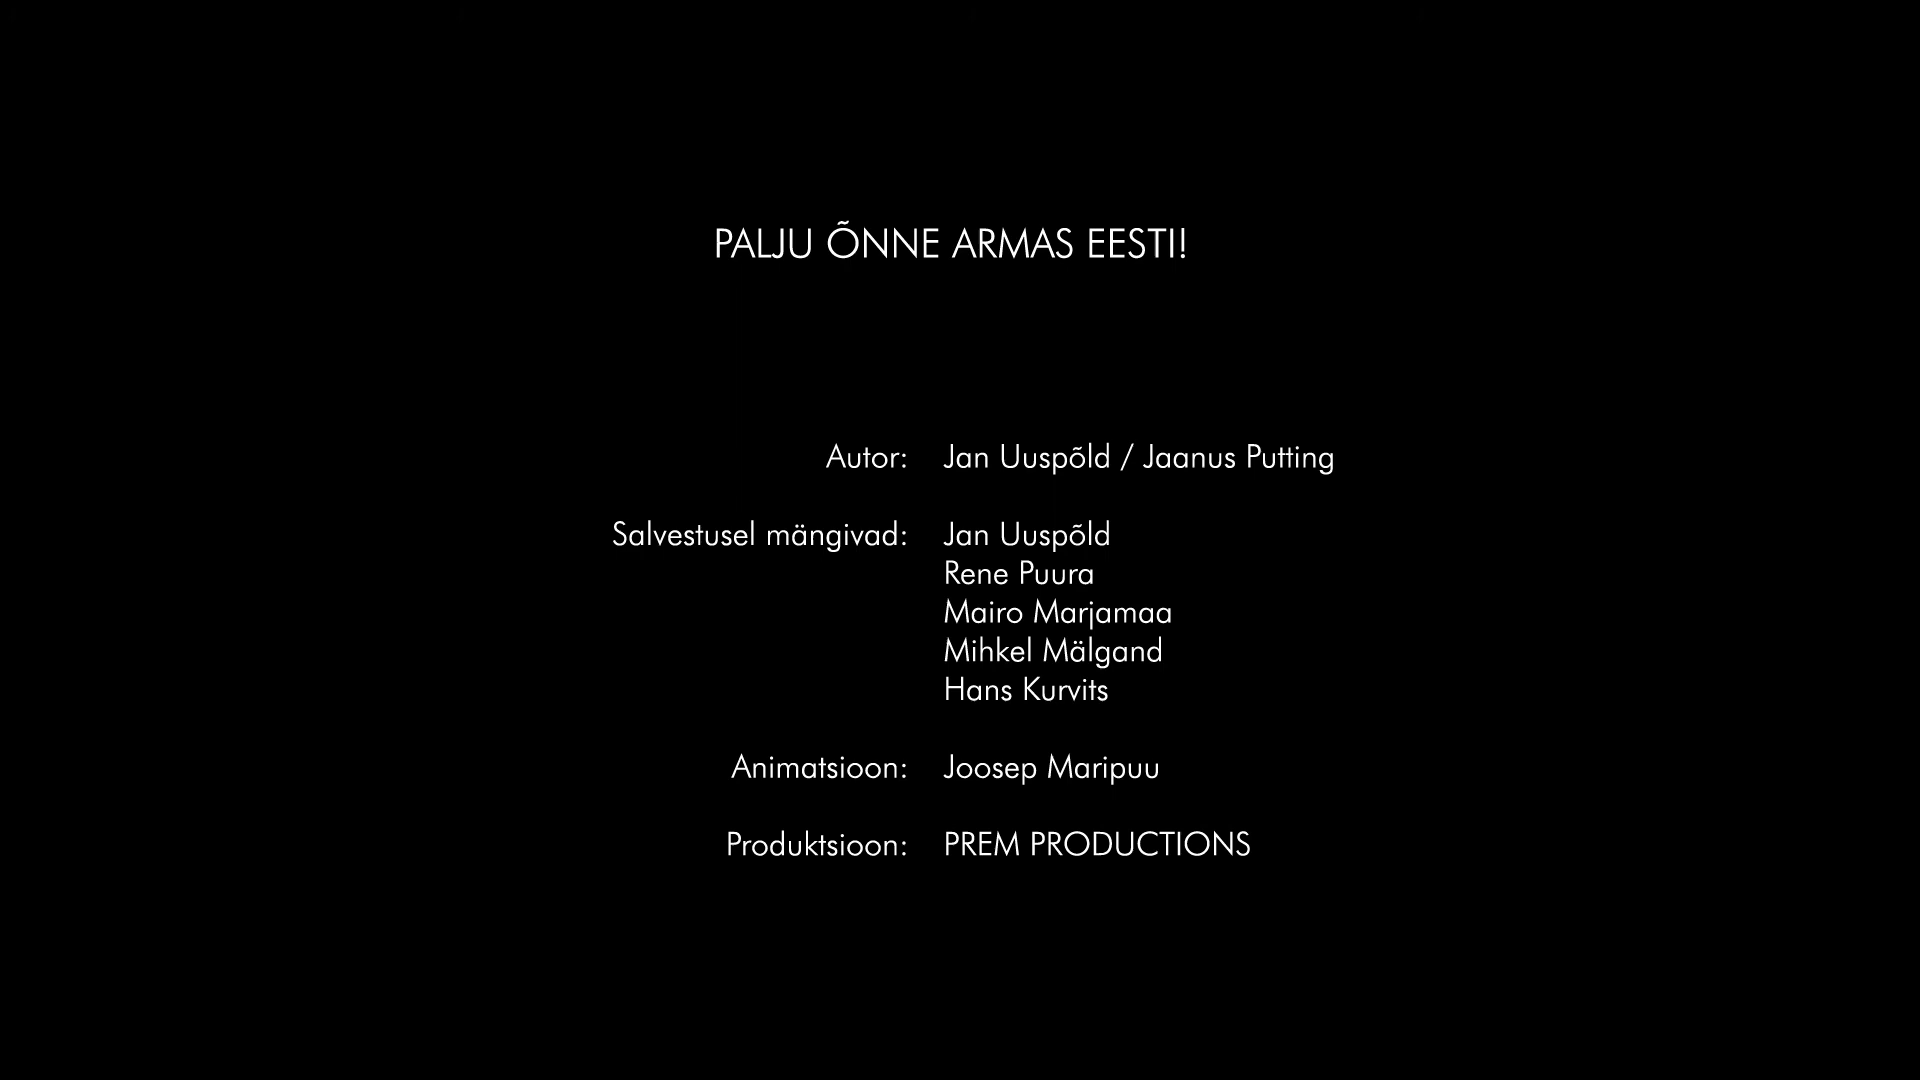 PALJU ÕNNE ARMAS EESTI!
Autor: Jan Uuspõld / Jaanus Putting
Salvestusel mängivad: Jan Uuspõld
Rene Puura
Mairo Marjamaa
Mihkel Mälgand
Hans Kurvits
Animatsioon: Joosep Maripuu
Produktsioon: PREM PRODUCTIONS